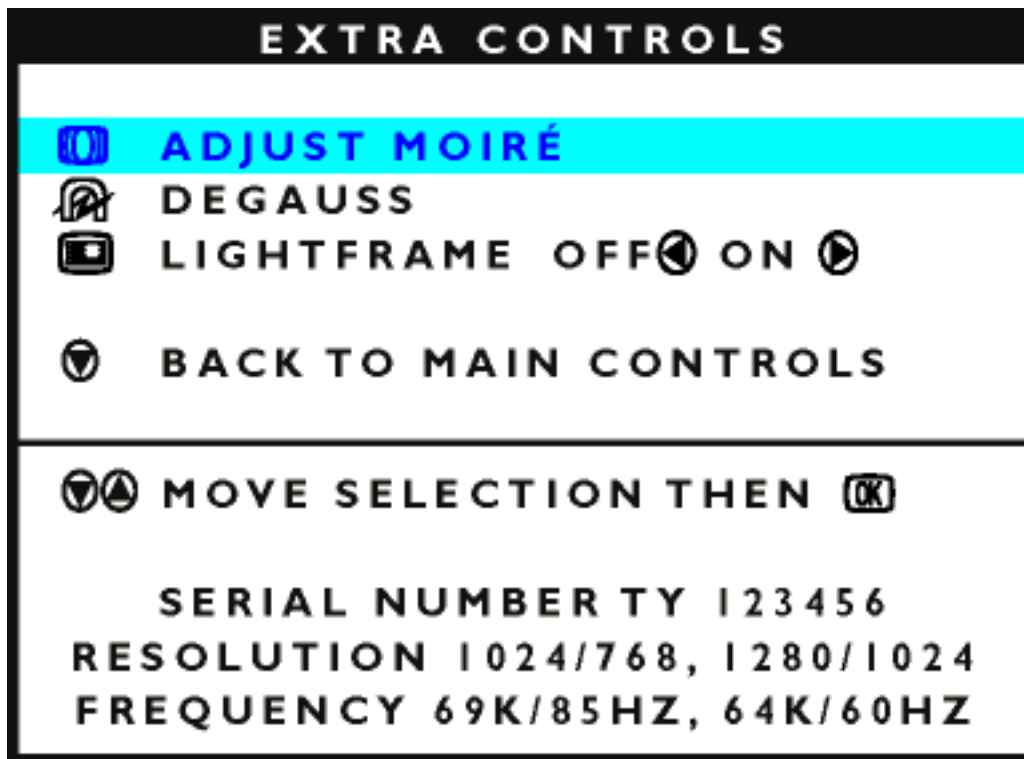 EXTRA CONTROLS
ADJUST MOIRÉ
DEGAUSS
LIGHTFRAME OFF ON
BACK TO MAIN CONTROLS
MOVE SELECTION THEN OK
SERIAL NUMBER TY 123456
RESOLUTION 1024/768, 1280/1024
FREQUENCY 69K/85HZ, 64K/60HZ